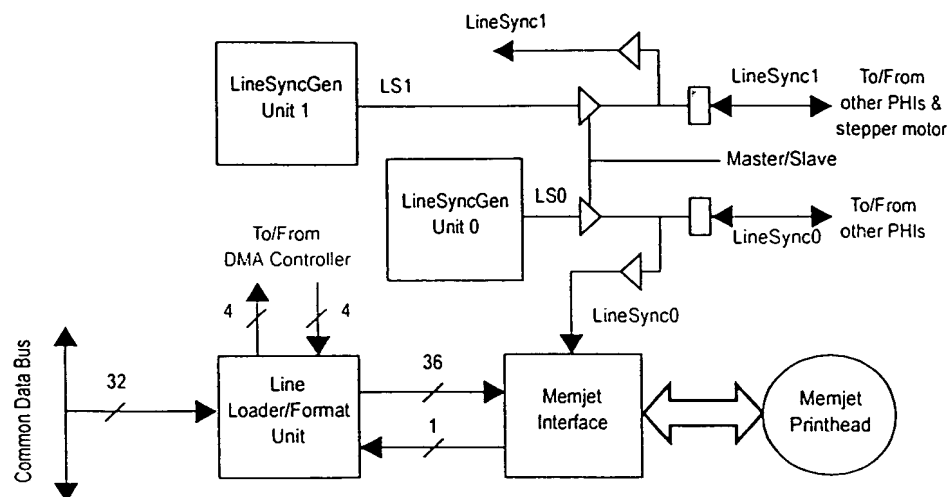 LineSync1
LineSyncGen
Unit 1
LS1
LineSync1
To/From
other PHIs &
stepper motor
Master/Slave
LineSyncGen
Unit 0
LS0
LineSync0
To/From
other PHIs
To/From
DMA Controller
4
4
LineSync0
Common Data Bus
32
Line
Loader/Format
Unit
36
1
Memjet
Interface
Memjet
Printhead